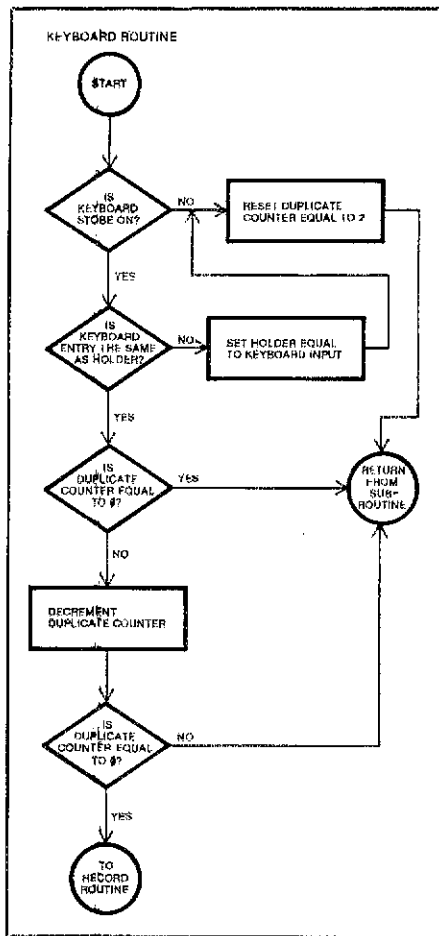 KEYBOARD ROUTINE
START
IS
KEYBOARD
STOBE ON?
NO
RESET DUPLICATE
COUNTER EQUAL TO 2
YES
IS
KEYBOARD
ENTRY THE SAME
AS HOLDER?
NO
SET HOLDER EQUAL
TO KEYBOARD INPUT
YES
IS
DUPLICATE
COUNTER EQUAL
TO Ø?
YES
RETURN
FROM
SUB-
ROUTINE
NO
DECREMENT
DUPLICATE COUNTER
IS
DUPLICATE
COUNTER EQUAL
TO Ø?
NO
YES
TO
RECORD
ROUTINE